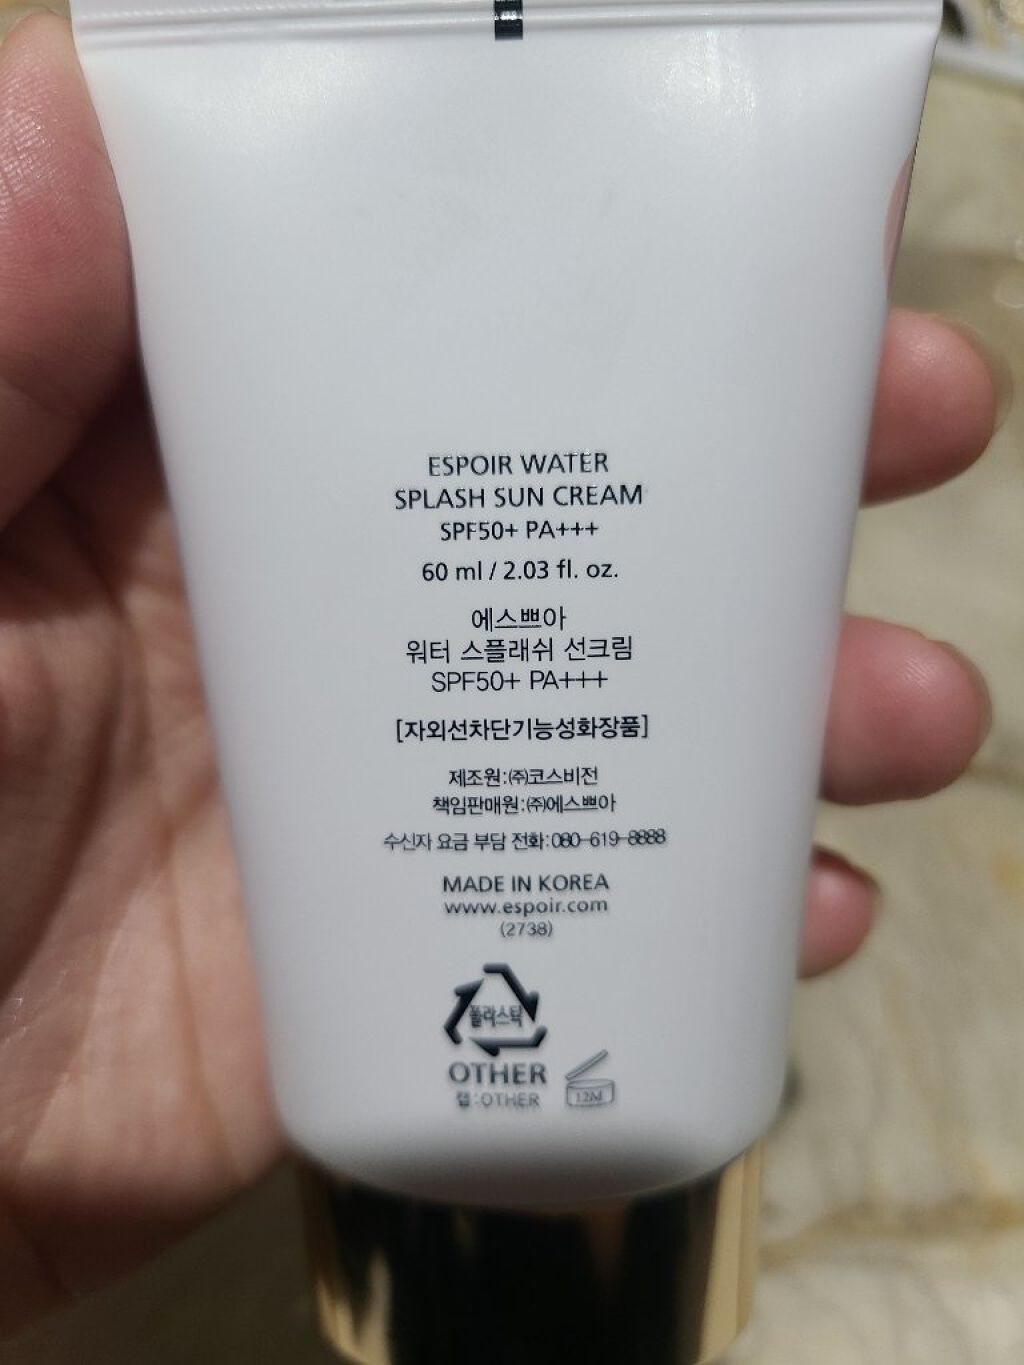 ESPOIR WATER
SPLASH SUN CREAM
SPF50+ PA+++
60 ml / 2.03 fl. oz.
에스쁘아
워터 스플래쉬 선크림
SPF50+ PA+++
[자외선차단기능성화장품]
제조원:㈜코스비전
책임판매원:㈜에스쁘아
수신자 요금 부담 전화:080-619-8888
MADE IN KOREA
www.espoir.com
(2738)
플라스틱
OTHER
캡:OTHER
12M